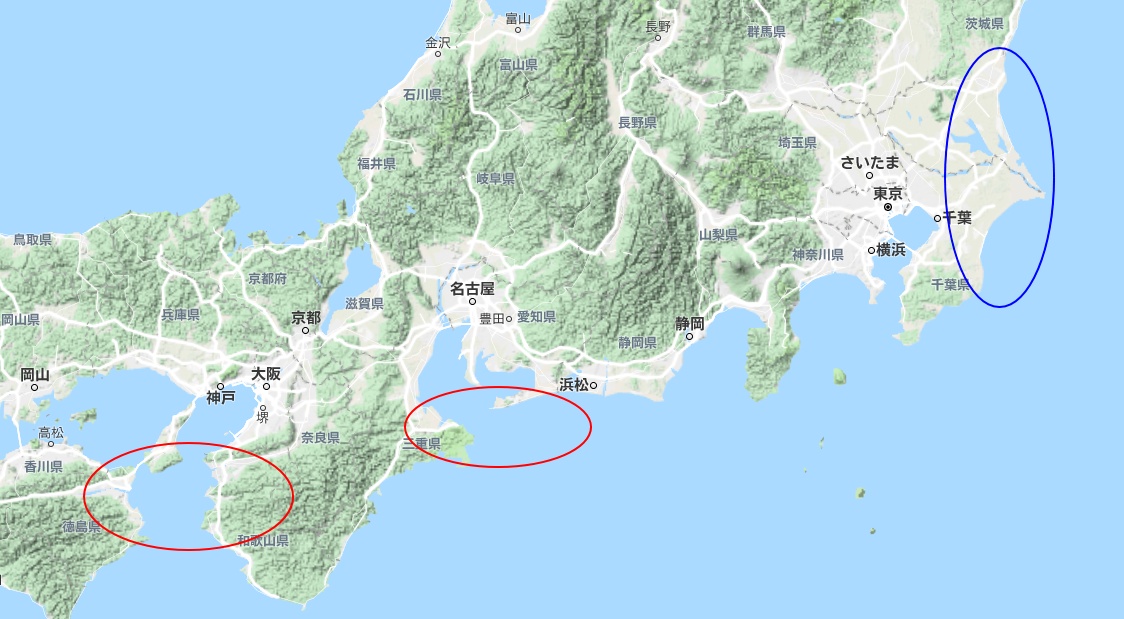 富山
茨城県
長野
群馬県
金沢
富山県
石川県
長野県
埼玉県
福井県
さいたま
岐阜県
東京
千葉
鳥取県
山梨県
横浜
神奈川県
京都府
千葉県
名古屋
滋賀県
兵庫県
岡山県
京都
豊田
愛知県
静岡
静岡県
岡山
大阪
浜松
神戸
堺
高松
奈良県
三重県
香川県
徳島県
和歌山県